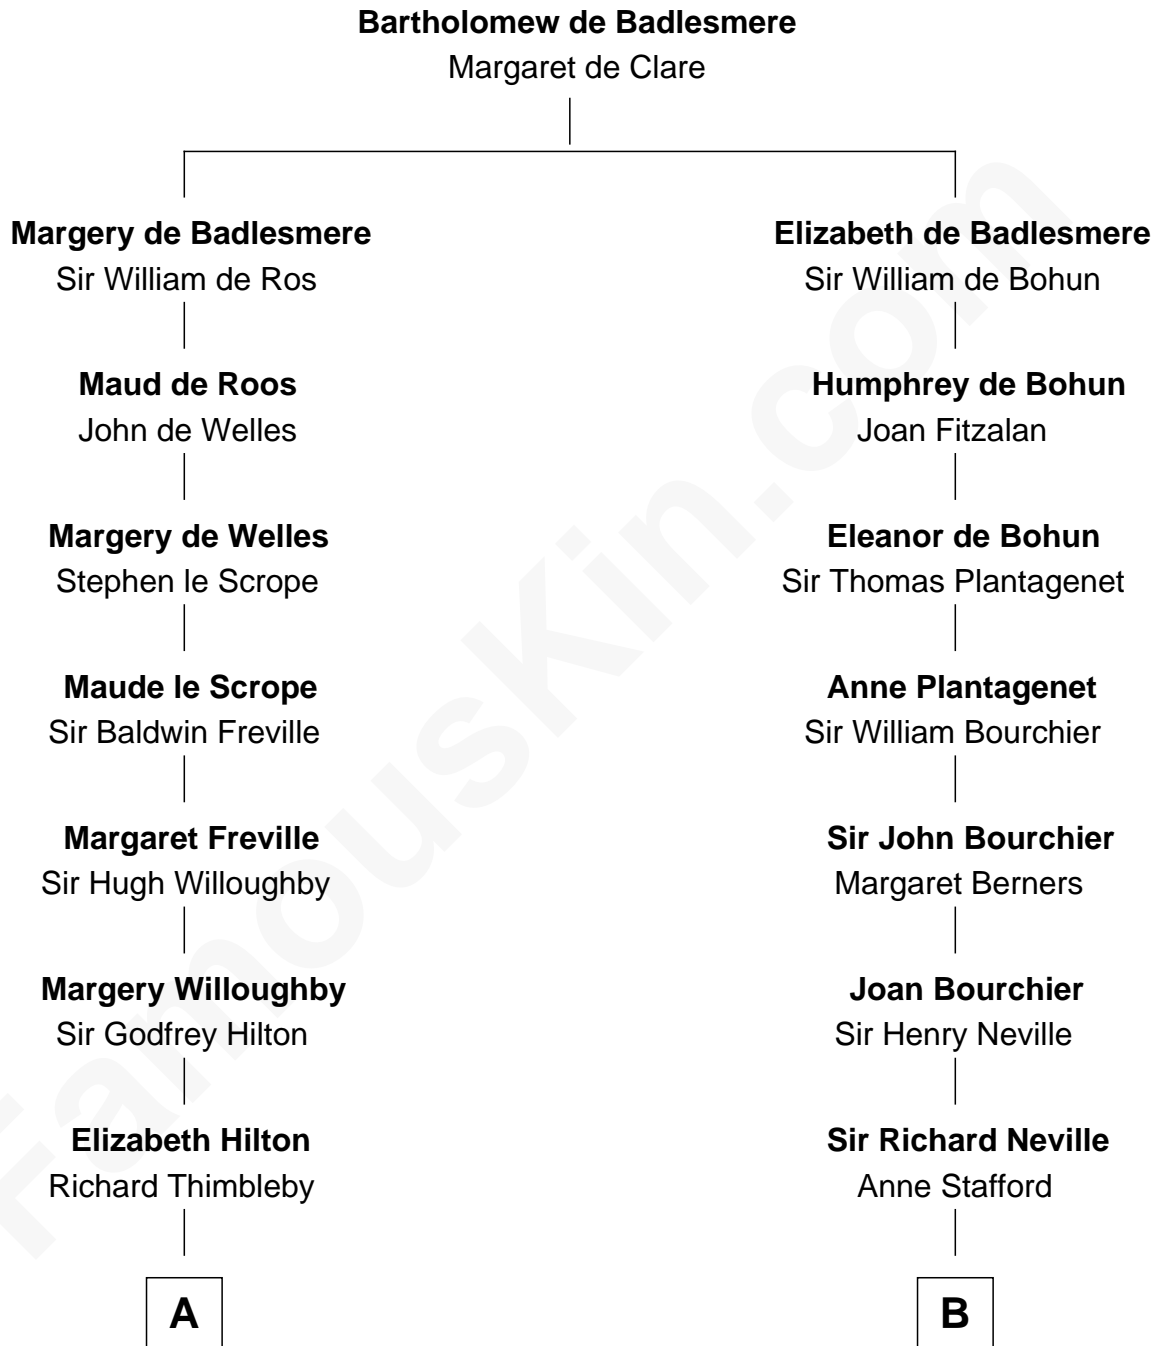 Bartholomew de Badlesmere
Margaret de Clare
Margery de Badlesmere
Sir William de Ros
Elizabeth de Badlesmere
Sir William de Bohun
Maud de Roos
John de Welles
Humphrey de Bohun
Joan Fitzalan
Margery de Welles
Stephen le Scrope
Eleanor de Bohun
Sir Thomas Plantagenet
Maude le Scrope
Sir Baldwin Freville
Anne Plantagenet
Sir William Bourchier
Margaret Freville
Sir Hugh Willoughby
Sir John Bourchier
Margaret Berners
Margery Willoughby
Sir Godfrey Hilton
Joan Bourchier
Sir Henry Neville
Elizabeth Hilton
Richard Thimbleby
Sir Richard Neville
Anne Stafford
A
B
FamousKin.com